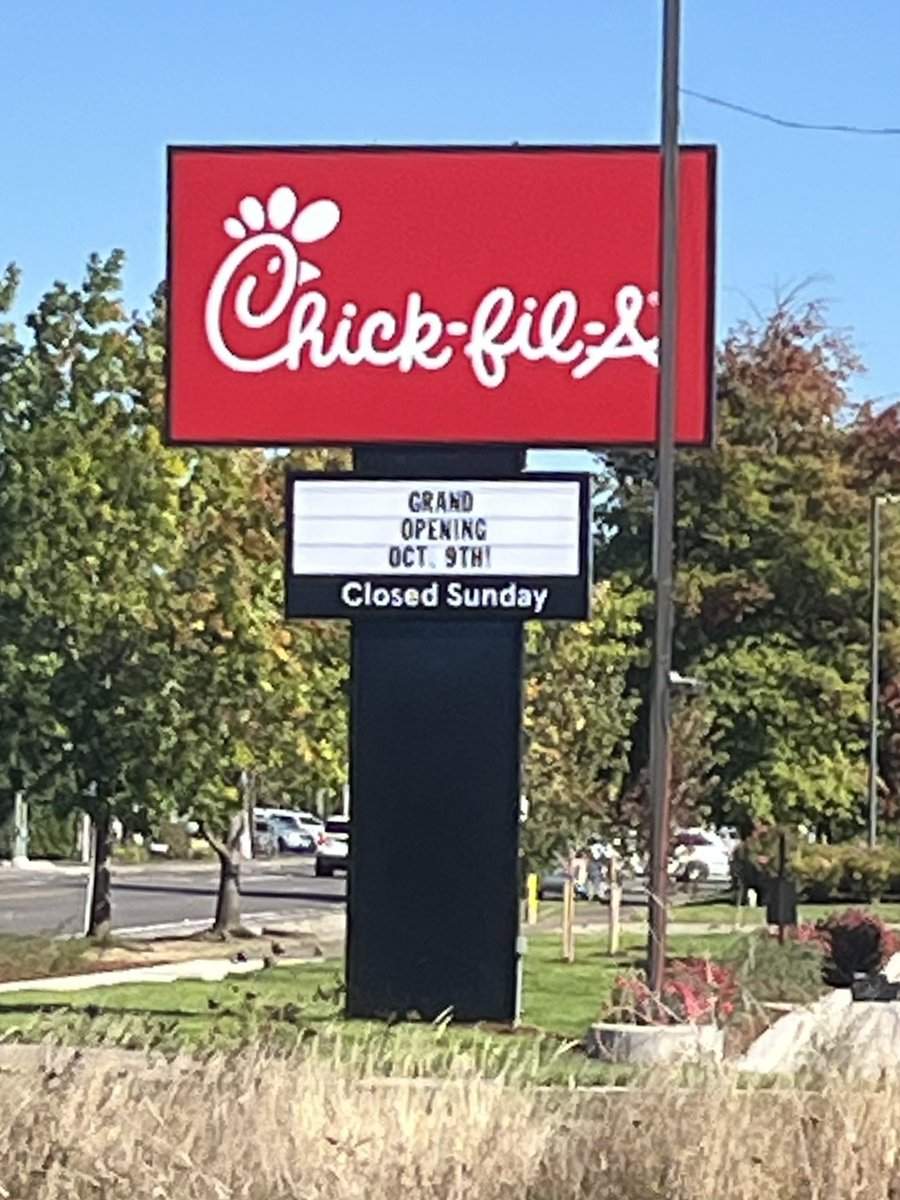 Chick-fil-A
GRAND
OPENING
OCT. 9TH!
Closed Sunday